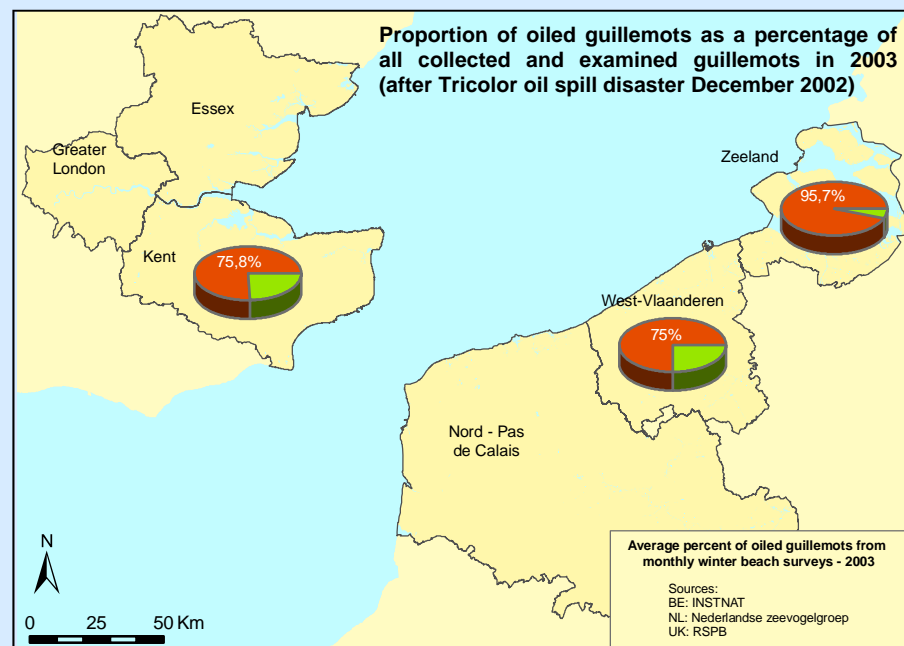 Proportion of oiled guillemots as a percentage of
all collected and examined guillemots in 2003
(after Tricolor oil spill disaster December 2002)
Essex
Greater
London
Zeeland
95,7%
Kent
75,8%
West-Vlaanderen
75%
Nord - Pas
de Calais
N
0 25 50 Km
Average percent of oiled guillemots from
monthly winter beach surveys - 2003
Sources:
BE: INSTNAT
NL: Nederlandse zeevogelgroep
UK: RSPB